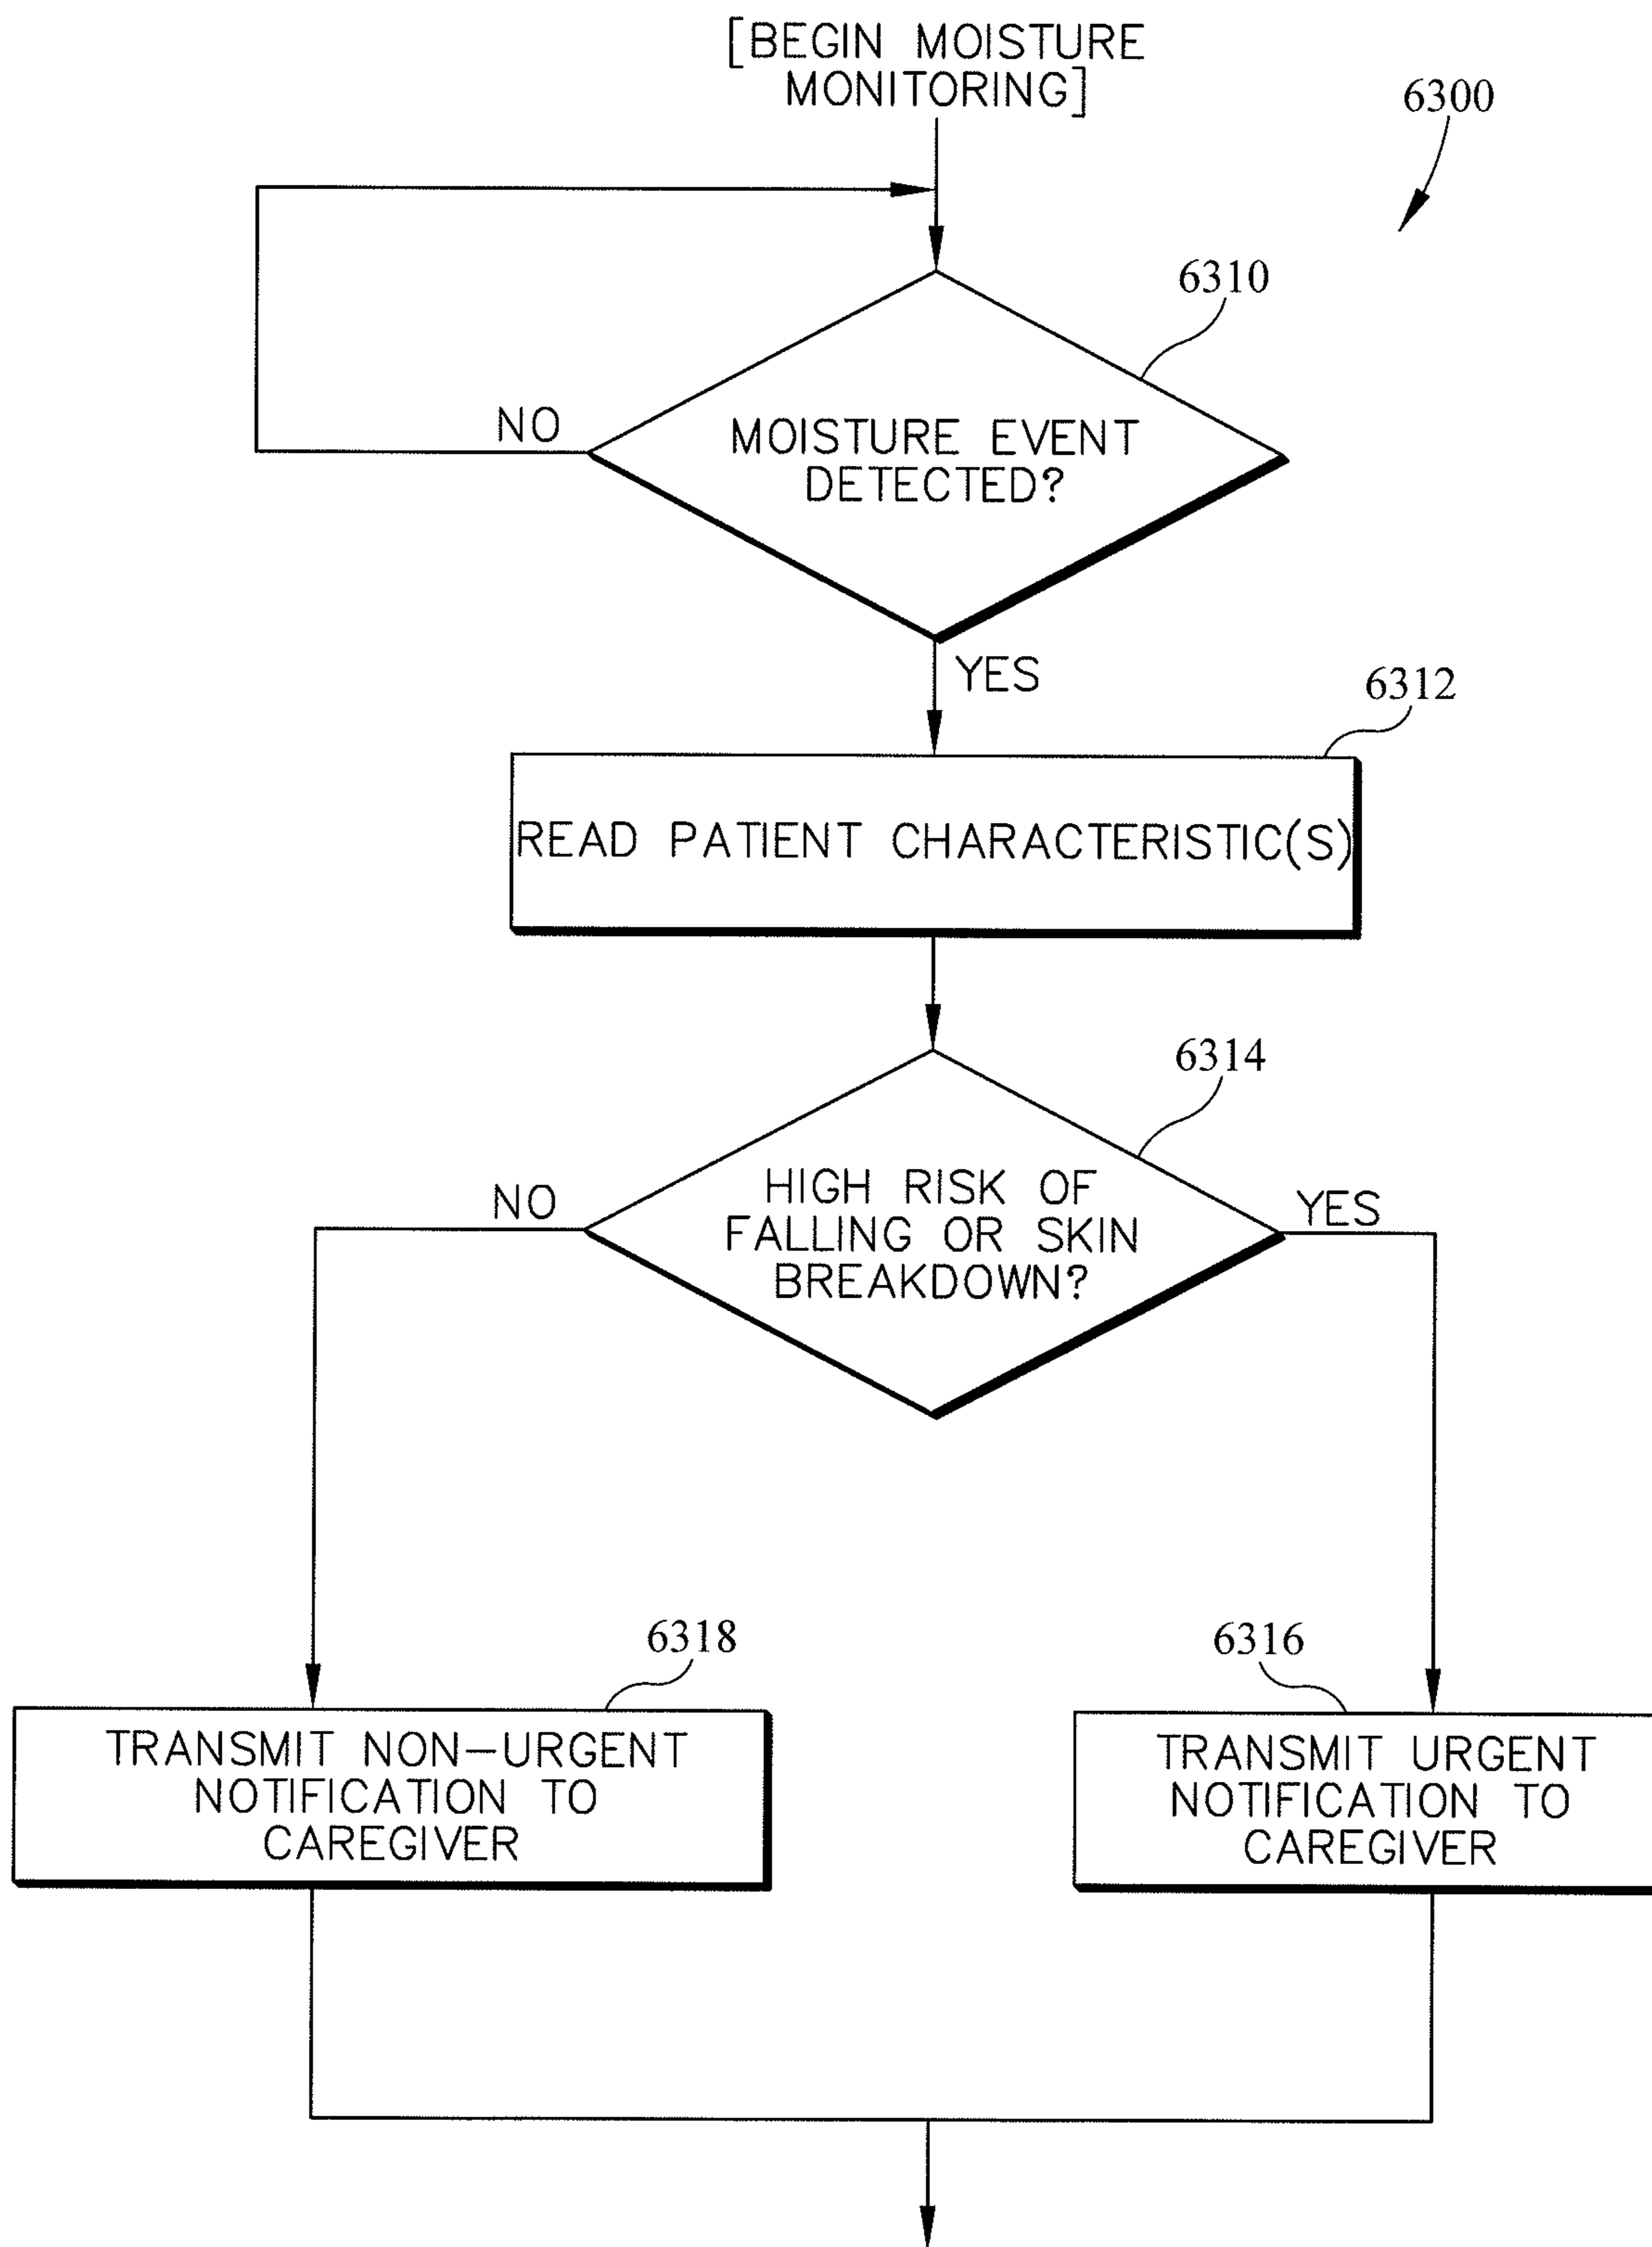 [BEGIN MOISTURE
MONITORING]
6300
6310
NO
MOISTURE EVENT
DETECTED?
YES
6312
READ PATIENT CHARACTERISTIC(S)
6314
NO
HIGH RISK OF
FALLING OR SKIN
BREAKDOWN?
YES
6318
6316
TRANSMIT NON-URGENT
NOTIFICATION TO
CAREGIVER
TRANSMIT URGENT
NOTIFICATION TO
CAREGIVER